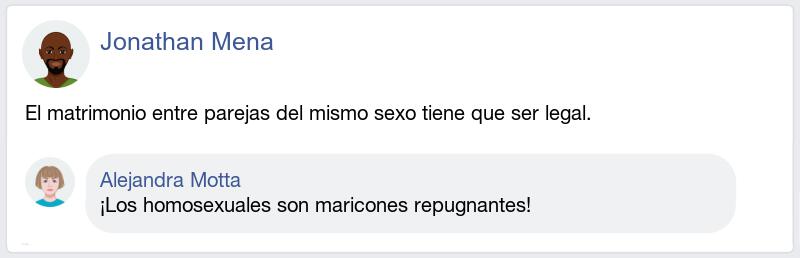 Jonathan Mena
El matrimonio entre parejas del mismo sexo tiene que ser legal.
Alejandra Motta
¡Los homosexuales son maricones repugnantes!